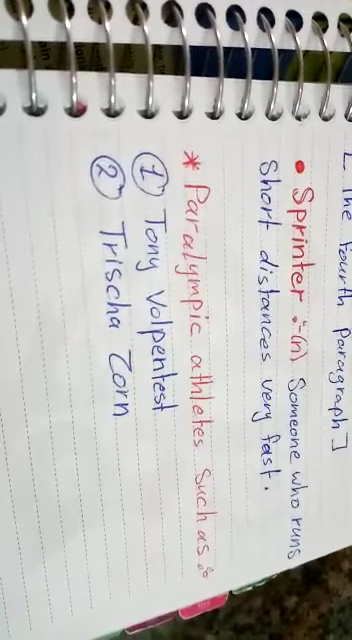 [The fourth Paragraph]
• Sprinter :- (n) Someone who runs
Short distances very fast.
* Paralympic athletes such as :-
① Tony Volpentest
② Trischa Zorn